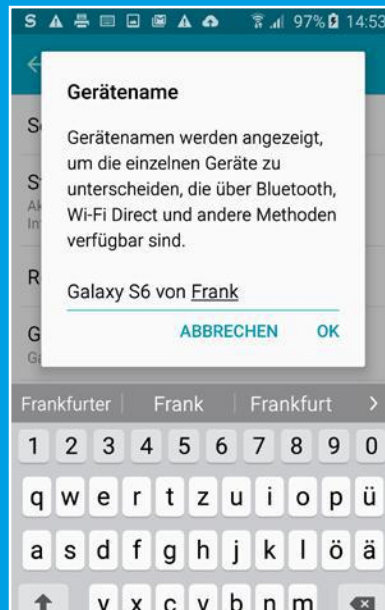 S 97% 14:53
Gerätename
Gerätenamen werden angezeigt,
um die einzelnen Geräte zu
unterscheiden, die über Bluetooth,
Wi-Fi Direct und andere Methoden
verfügbar sind.
Galaxy S6 von Frank
ABBRECHEN OK
Frankfurter Frank Frankfurt >
1 2 3 4 5 6 7 8 9 0
q w e r t z u i o p ü
a s d f g h j k l ö ä
y x c v b n m